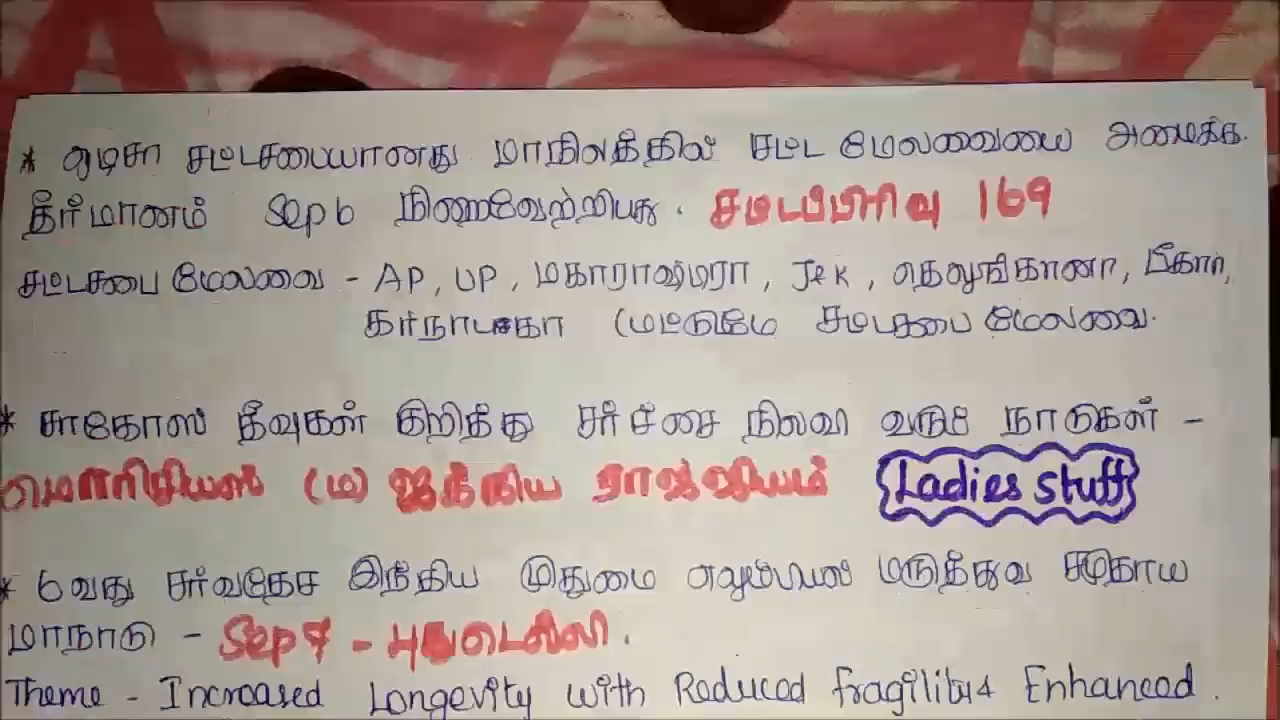 * ஒடிசா சட்டசபையானது மாநிலத்தில் சட்ட மேலவையை அமைக்க
தீர்மானம் Sep 6 நிறைவேற்றியது. சட்டப்பிரிவு 169
சட்டசபை மேலவை - AP, UP, மகாராஷ்டிரா, J&K, தெலுங்கானா, பீகார்,
கர்நாடகா (மட்டுமே சட்டசபை மேலவை.
* சாகோஸ் தீவுகள் குறித்து சர்ச்சை நிலவி வரும் நாடுகள் -
மொரிசியஸ் (ம) ஐக்கிய ராஜ்ஜியம் Ladies stuff
* 6வது சர்வதேச இந்திய முதுமை எலும்பியல் மருத்துவ சமூகாய
மாநாடு - Sep 7 - புதுடெல்லி.
Theme - Increased Longevity with Reduced fragility & Enhanced.